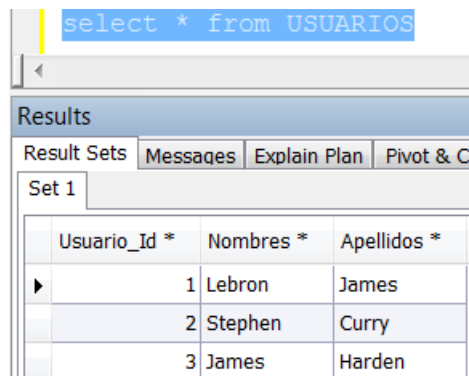 select * from USUARIOS
Results
Result Sets Messages Explain Plan Pivot & C
Set 1
Usuario_Id * Nombres * Apellidos *
1 Lebron James
2 Stephen Curry
3 James Harden